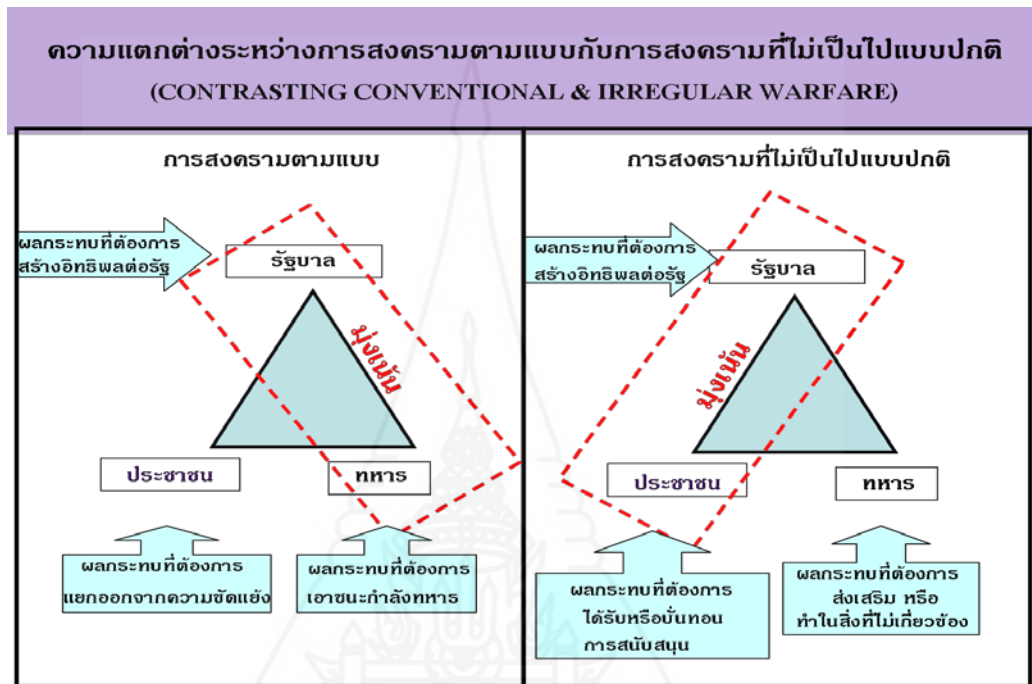 ความแตกต่างระหว่างการสงครามตามแบบกับการสงครามที่ไม่เป็นไปแบบปกติ
(CONTRASTING CONVENTIONAL & IRREGULAR WARFARE)
การสงครามตามแบบ
ผลกระทบที่ต้องการ
สร้างอิทธิพลต่อรัฐ
รัฐบาล
มุ่งเน้น
ประชาชน
ทหาร
ผลกระทบที่ต้องการ
แยกออกจากความขัดแย้ง
ผลกระทบที่ต้องการ
เอาชนะกำลังทหาร
การสงครามที่ไม่เป็นไปแบบปกติ
ผลกระทบที่ต้องการ
สร้างอิทธิพลต่อรัฐ
รัฐบาล
มุ่งเน้น
ประชาชน
ทหาร
ผลกระทบที่ต้องการ
ได้รับหรือบั่นทอน
การสนับสนุน
ผลกระทบที่ต้องการ
ส่งเสริม หรือ
ทำในสิ่งที่ไม่เกี่ยวข้อง